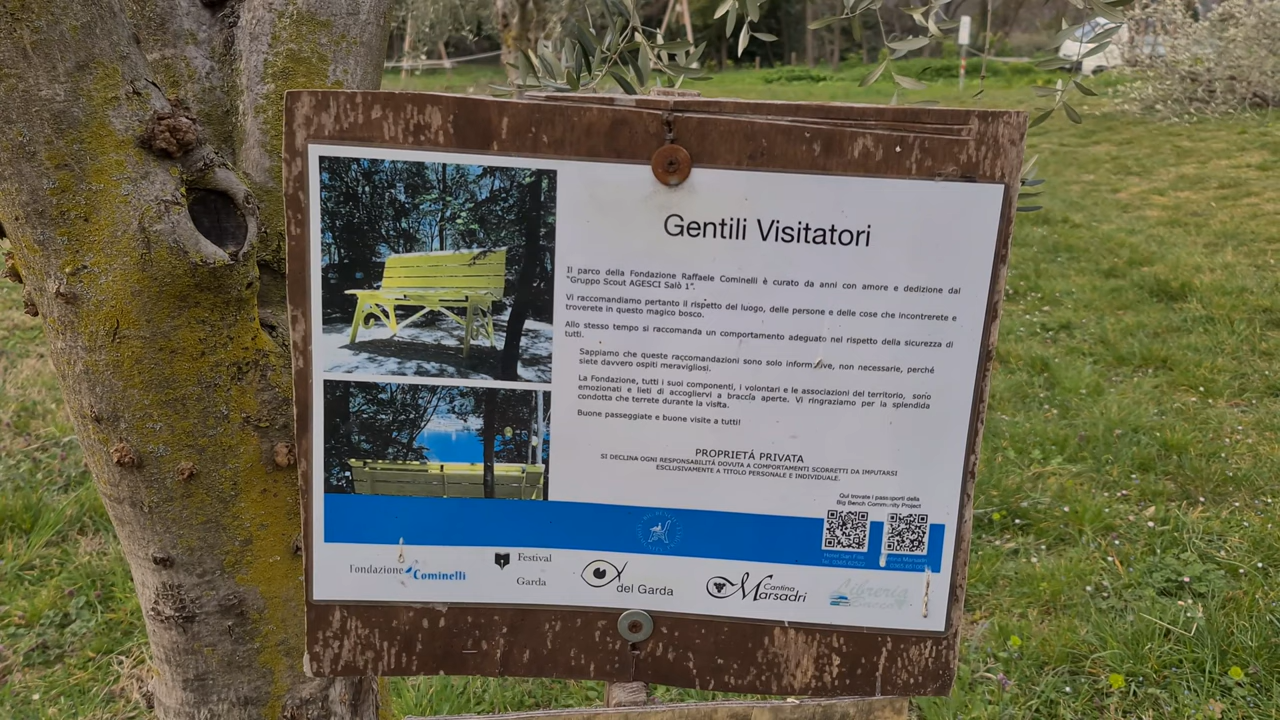 Gentili Visitatori
Il parco della Fondazione Raffaele Cominelli è curato da anni con amore e dedizione dal
"Gruppo Scout AGESCI Salò 1".
Vi raccomandiamo pertanto il rispetto del luogo, delle persone e delle cose che incontrerete e
troverete in questo magico bosco.
Allo stesso tempo si raccomanda un comportamento adeguato nel rispetto della sicurezza di
tutti.
Sappiamo che queste raccomandazioni sono solo informative, non necessarie, perché
siete davvero ospiti meravigliosi.
La Fondazione, tutti i suoi componenti, i volontari e le associazioni del territorio, sono
emozionati e lieti di accogliervi a braccia aperte. Vi ringraziamo per la splendida
condotta che terrete durante la visita.
Buone passeggiate e buone visite a tutti!
PROPRIETÁ PRIVATA
SI DECLINA OGNI RESPONSABILITÀ DOVUTA A COMPORTAMENTI SCORRETTI DA IMPUTARSI
ESCLUSIVAMENTE A TITOLO PERSONALE E INDIVIDUALE.
Qui trovate i passaporti della
Big Bench Community Project
Fondazione Cominelli
Festival
Garda
del Garda
Cantina
Marsadri
Libreria